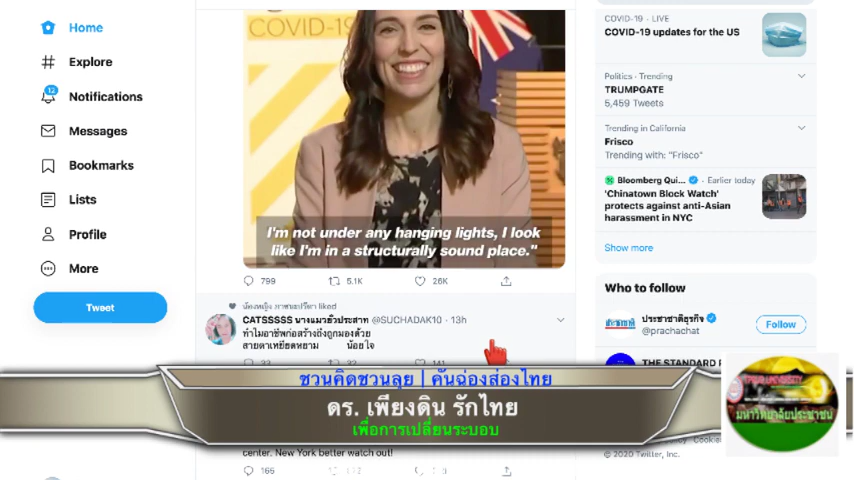 Home
Explore
12
Notifications
Messages
Bookmarks
Lists
Profile
More
Tweet
COVID-19
I'm not under any hanging lights, I look
like I'm in a structurally sound place."
799
5.1K
26K
liked
CATSSSSS นางแมวยั่วประสาท @SUCHADAK10 · 13h
ทำไมอาชีพก่อสร้างถึงถูกมองด้วย
สายตาเหยียดหยาม น้อยใจ
center. New York better watch out!
165
COVID-19 · LIVE
COVID-19 updates for the US
Politics · Trending
TRUMPGATE
5,459 Tweets
Trending in California
Frisco
Trending with: "Frisco"
Bloomberg Qui... · Earlier today
'Chinatown Block Watch'
protects against anti-Asian
harassment in NYC
Show more
Who to follow
ประชาชาติธุรกิจ
@prachachat
Follow
THE STANDARD
© 2020 Twitter, Inc.
ชวนคิดชวนลุย | คันฉ่องส่องไทย
ดร. เพียงดิน รักไทย
เพื่อการเปลี่ยนระบอบ
มหาวิทยาลัยประชาชน